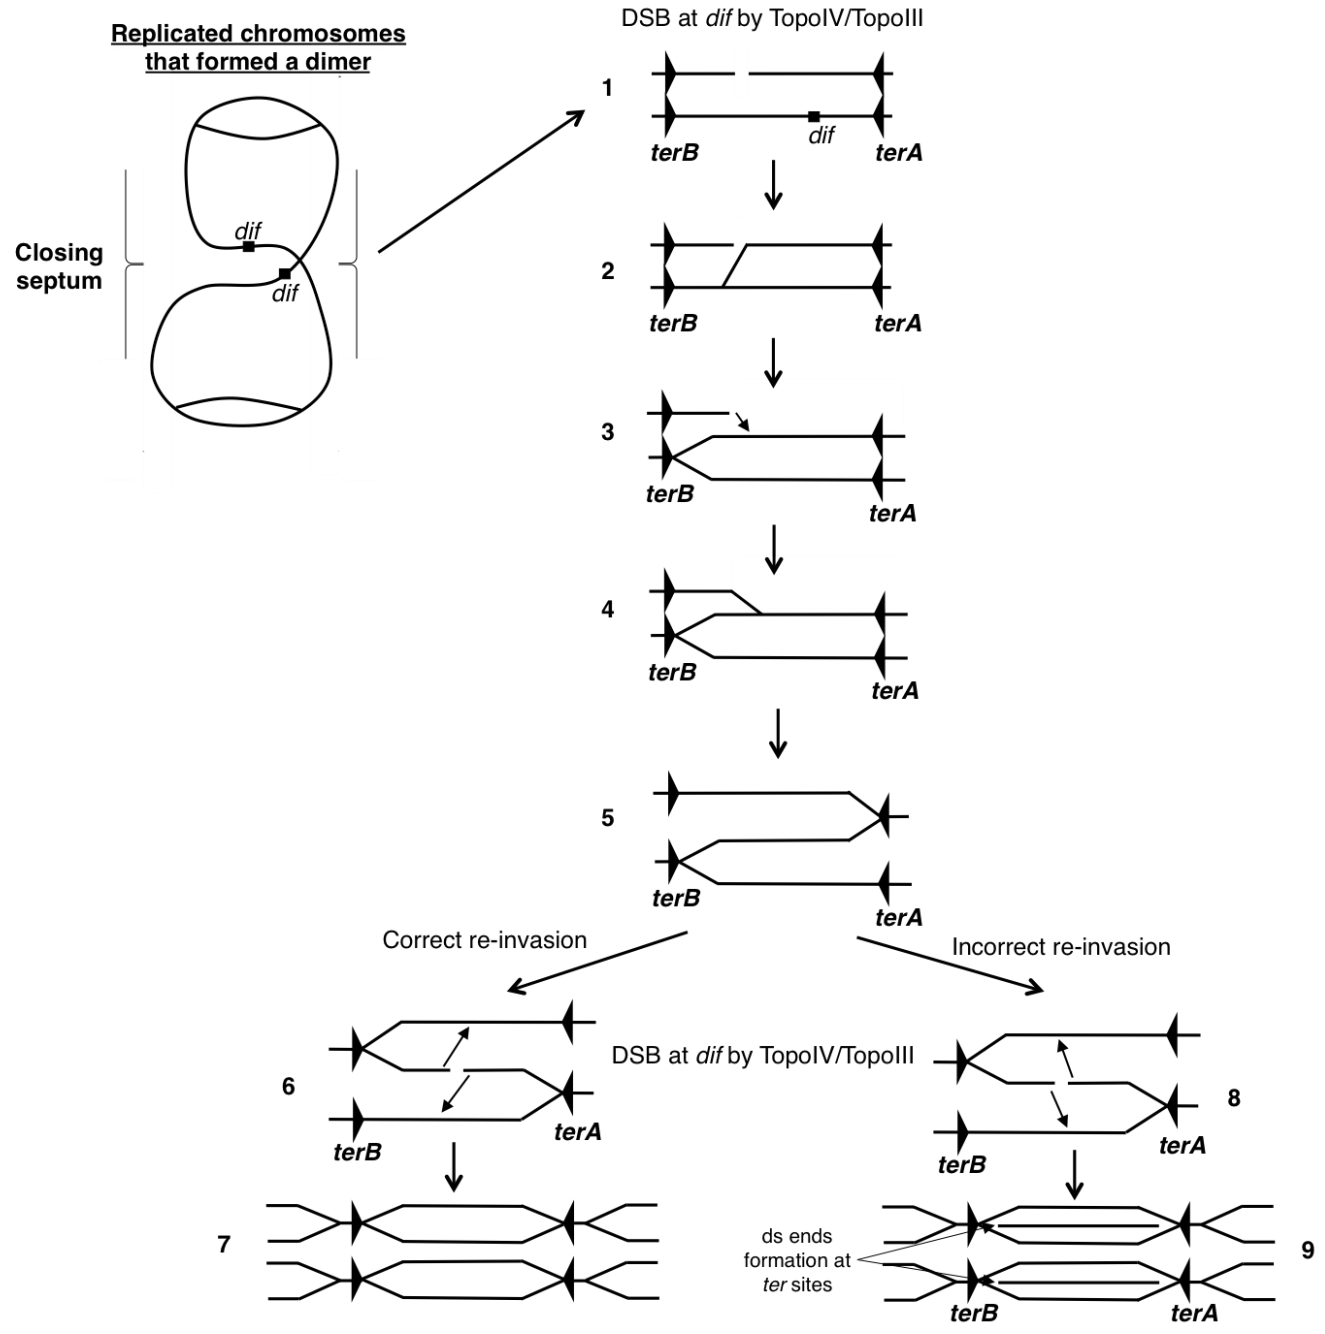 Replicated chromosomes
that formed a dimer
DSB at dif by TopoIV/TopoIII
1
dif
terB
terA
dif
Closing
septum
dif
2
terB
terA
3
terB
terA
4
terB
terA
5
terB
terA
Correct re-invasion
Incorrect re-invasion
DSB at dif by TopoIV/TopoIII
6
terB
terA
8
terB
terA
7
ds ends
formation at
ter sites
9
terB
terA